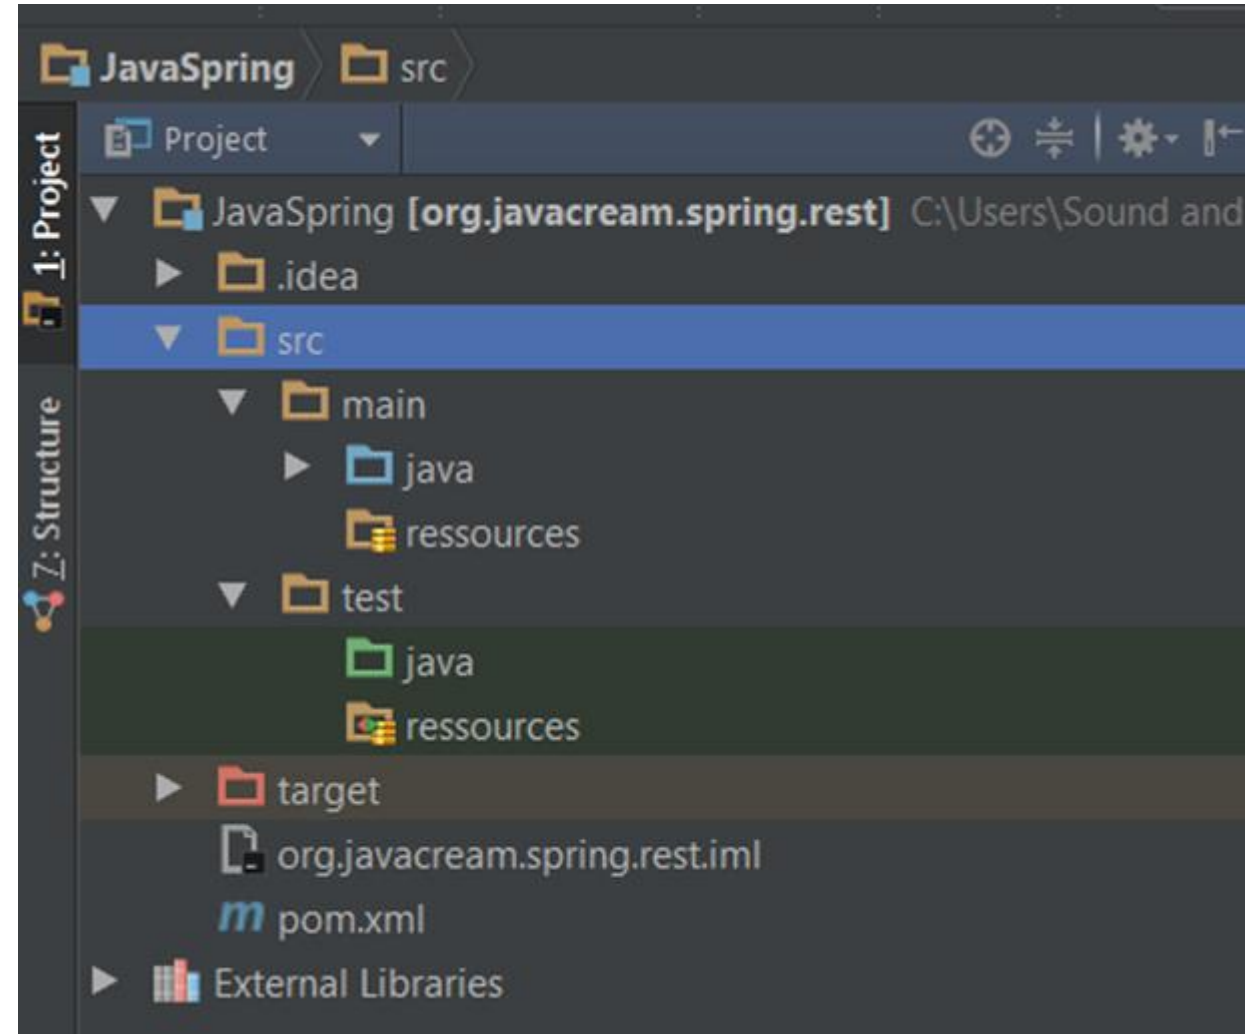 JavaSpring src
1: Project
7: Structure
Project
JavaSpring [org.javacream.spring.rest] C:\Users\Sound and
.idea
src
main
java
ressources
test
java
ressources
target
org.javacream.spring.rest.iml
m pom.xml
External Libraries